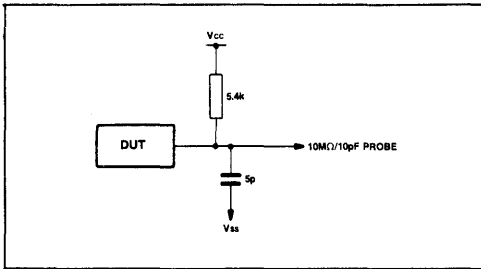 Vcc
5.4k
DUT
10MΩ/10pF PROBE
5p
Vss